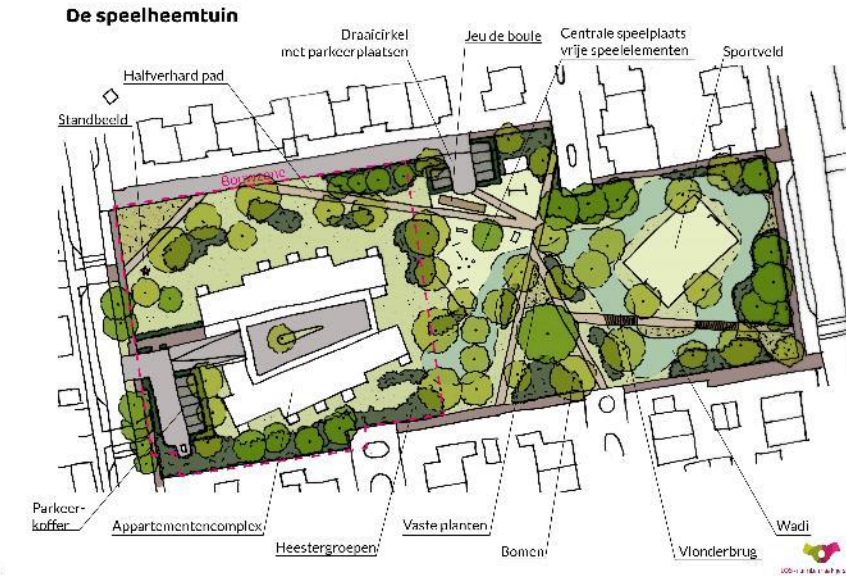 De speelheemtuin
Draaicirkel
met parkeerplaatsen
Jeu de boule
Centrale speelplaats
vrije speelelementen
Sportveld
Halfverhard pad
Standbeeld
Bouwzone
Parkeer-
koffer
Appartementencomplex
Heestergroepen
Vaste planten
Bomen
Vlonderbrug
Wadi